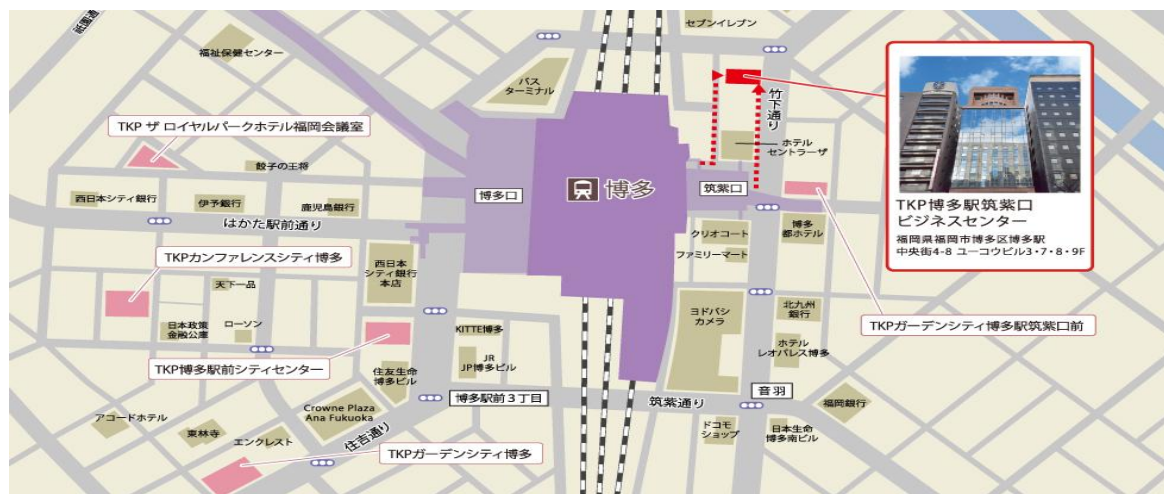 祇園通り
福祉保健センター
バス
ターミナル
セブンイレブン
竹下通り
TKP ザ ロイヤルパークホテル福岡会議室
餃子の王将
西日本シティ銀行
伊予銀行
鹿児島銀行
はかた駅前通り
博多口
博多
筑紫口
ホテル
セントラーザ
TKP博多駅筑紫口
ビジネスセンター
福岡県福岡市博多区博多駅
中央街4-8 ユーコウビル3・7・8・9F
クリオコート
ファミリーマート
博多
都ホテル
TKPカンファレンスシティ博多
天下一品
西日本
シティ銀行
本店
日本政策
金融公庫
ローソン
KITTE博多
ヨドバシ
カメラ
北九州
銀行
TKPガーデンシティ博多駅筑紫口前
TKP博多駅前シティセンター
住友生命
博多ビル
JR
JP博多ビル
ホテル
レオパレス博多
Crowne Plaza
Ana Fukuoka
博多駅前3丁目
筑紫通り
音羽
福岡銀行
アコードホテル
東林寺
エンクレスト
住吉通り
ドコモ
ショップ
日本生命
博多南ビル
TKPガーデンシティ博多